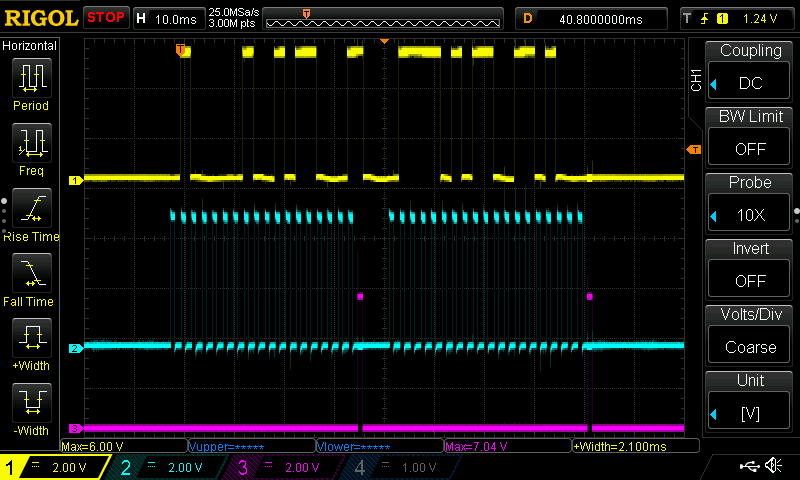 RIGOL STOP H 10.0ms 25.0MSa/s 3.00M pts T D 40.8000000ms T 1 1.24 V
Horizontal
Period
Freq
Rise Time
Fall Time
+Width
-Width
T
1
2
3
T
CH1
Coupling
DC
BW Limit
OFF
Probe
10X
Invert
OFF
Volts/Div
Coarse
Unit
[V]
Max=6.00 V Vupper=***** Vlower=***** Max=7.04 V +Width=2.100ms
1 2.00 V 2 2.00 V 3 2.00 V 4 1.00 V